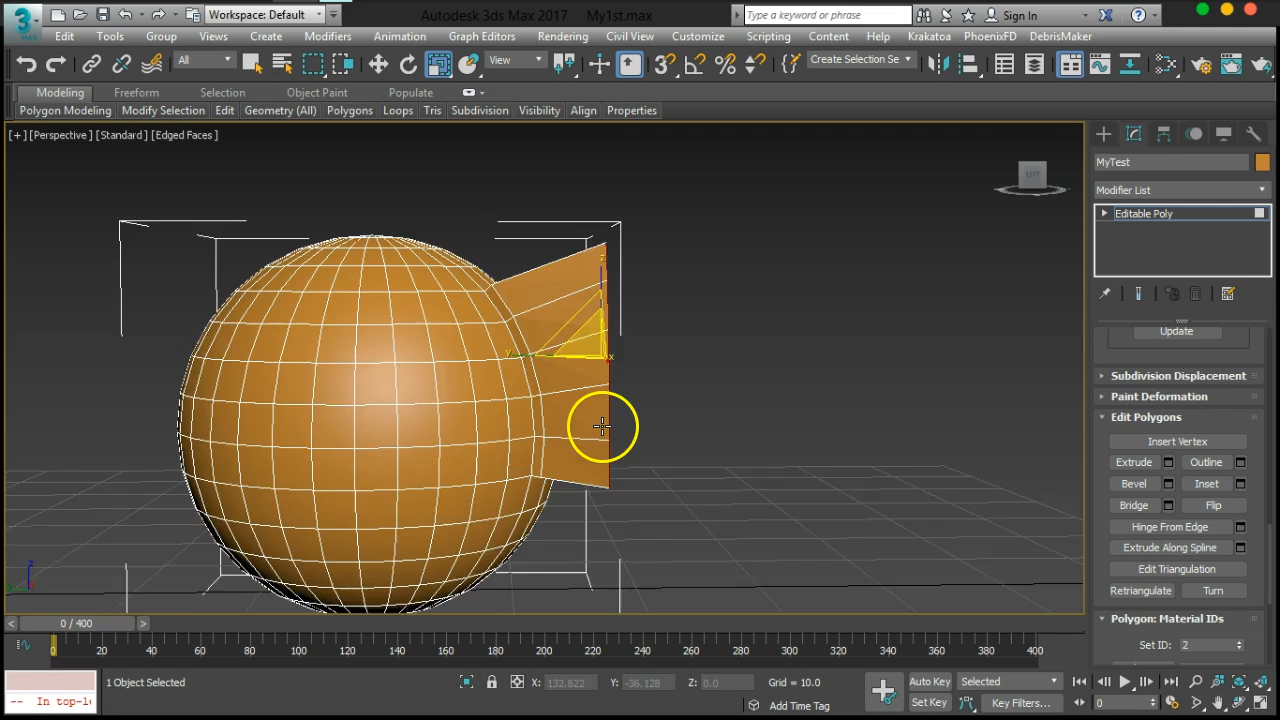 Autodesk 3ds Max 2017 My1st.max
Workspace: Default
Type a keyword or phrase
Sign In
3
MAX
Edit Tools Group Views Create Modifiers Animation Graph Editors Rendering Civil View Customize Scripting Content Help Krakatoa PhoenixFD DebrisMaker
All
View
Create Selection Se
Modeling Freeform Selection Object Paint Populate
Polygon Modeling Modify Selection Edit Geometry (All) Polygons Loops Tris Subdivision Visibility Align Properties
[+] [Perspective] [Standard] [Edged Faces]
MyTest
Modifier List
Editable Poly
z
y
x
Update
Subdivision Displacement
Paint Deformation
Edit Polygons
Insert Vertex
Extrude Outline
Bevel Inset
Bridge Flip
Hinge From Edge
Extrude Along Spline
Edit Triangulation
Retriangulate Turn
Polygon: Material IDs
Set ID: 2
z
< 0 / 400 >
0 20 40 60 80 100 120 140 160 180 200 225 220 240 260 280 300 320 340 360 380 400
1 Object Selected
X: 132.822 Y: -36.128 Z: 0.0 Grid = 10.0
Auto Key Selected
-- In top-le
Add Time Tag
Set Key Key Filters...
0